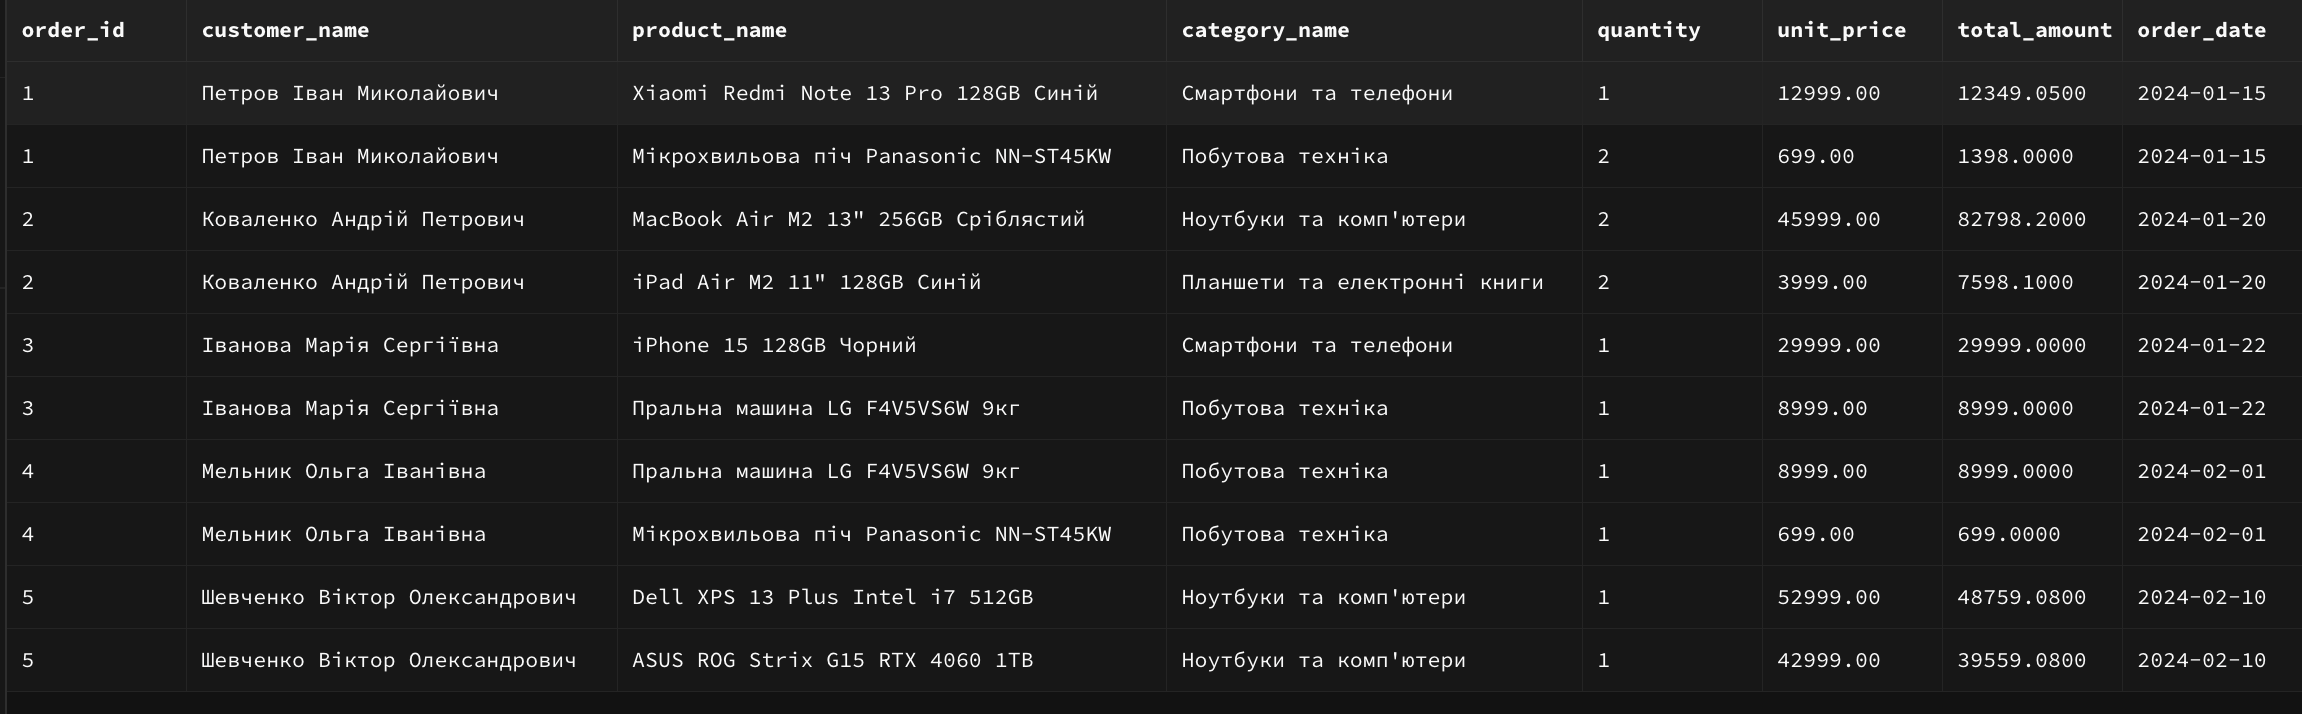 order_id customer_name product_name category_name quantity unit_price total_amount order_date
1 Петров Іван Миколайович Xiaomi Redmi Note 13 Pro 128GB Синій Смартфони та телефони 1 12999.00 12349.0500 2024-01-15
1 Петров Іван Миколайович Мікрохвильова піч Panasonic NN-ST45KW Побутова техніка 2 699.00 1398.0000 2024-01-15
2 Коваленко Андрій Петрович MacBook Air M2 13" 256GB Сріблястий Ноутбуки та комп'ютери 2 45999.00 82798.2000 2024-01-20
2 Коваленко Андрій Петрович iPad Air M2 11" 128GB Синій Планшети та електронні книги 2 3999.00 7598.1000 2024-01-20
3 Іванова Марія Сергіївна iPhone 15 128GB Чорний Смартфони та телефони 1 29999.00 29999.0000 2024-01-22
3 Іванова Марія Сергіївна Пральна машина LG F4V5VS6W 9кг Побутова техніка 1 8999.00 8999.0000 2024-01-22
4 Мельник Ольга Іванівна Пральна машина LG F4V5VS6W 9кг Побутова техніка 1 8999.00 8999.0000 2024-02-01
4 Мельник Ольга Іванівна Мікрохвильова піч Panasonic NN-ST45KW Побутова техніка 1 699.00 699.0000 2024-02-01
5 Шевченко Віктор Олександрович Dell XPS 13 Plus Intel i7 512GB Ноутбуки та комп'ютери 1 52999.00 48759.0800 2024-02-10
5 Шевченко Віктор Олександрович ASUS ROG Strix G15 RTX 4060 1TB Ноутбуки та комп'ютери 1 42999.00 39559.0800 2024-02-10